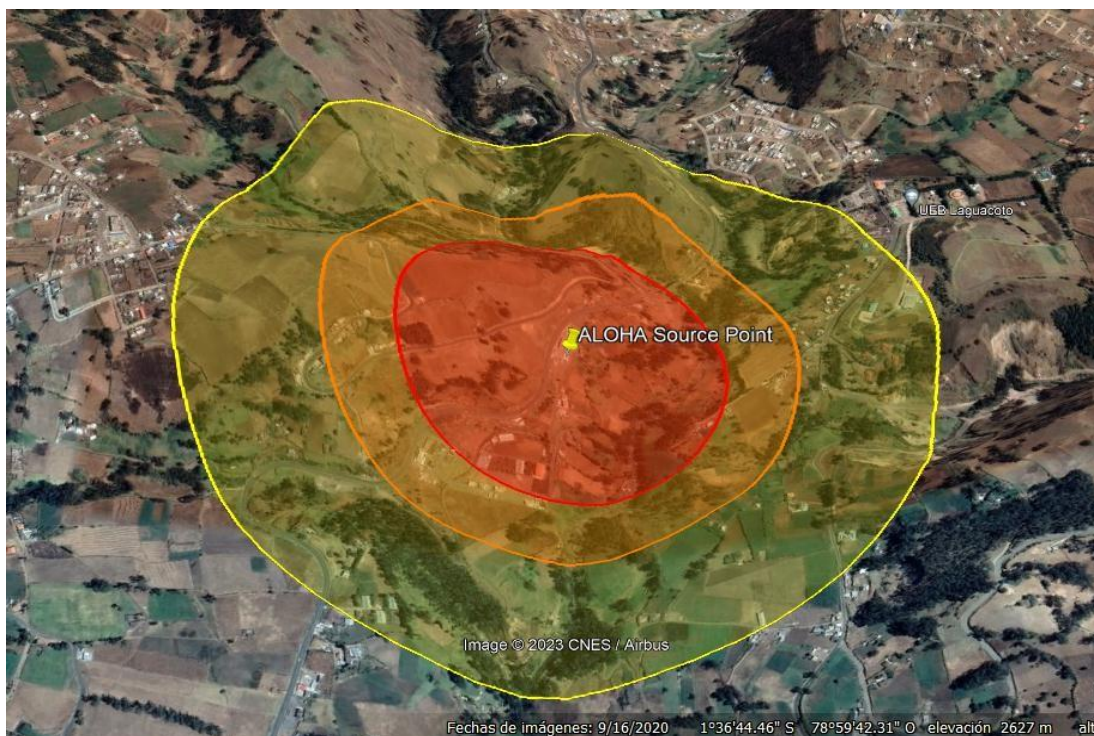 UEB Laguacoto
ALOHA Source Point
Image © 2023 CNES / Airbus
Fechas de imágenes: 9/16/2020 1°36'44.46" S 78°59'42.31" O elevación 2627 m alt